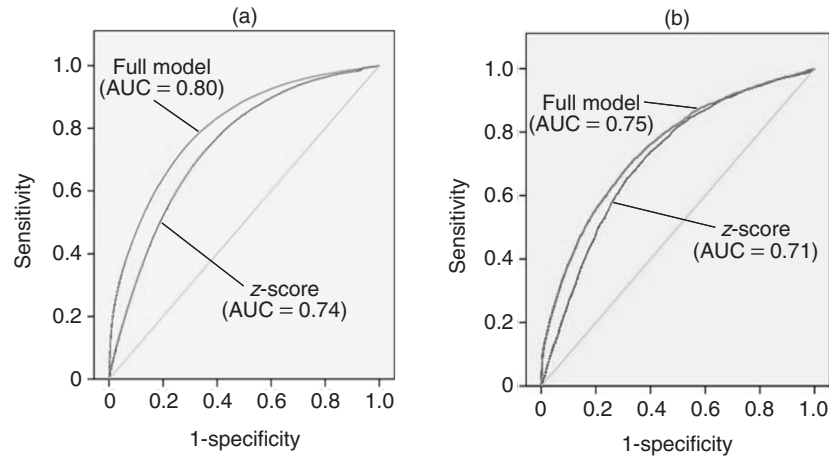 (a)
1.0
0.8
0.6
0.4
0.2
0
Sensitivity
Full model
(AUC = 0.80)
z-score
(AUC = 0.74)
0 0.2 0.4 0.6 0.8 1.0
1-specificity
(b)
1.0
0.8
0.6
0.4
0.2
0
Sensitivity
Full model
(AUC = 0.75)
z-score
(AUC = 0.71)
0 0.2 0.4 0.6 0.8 1.0
1-specificity